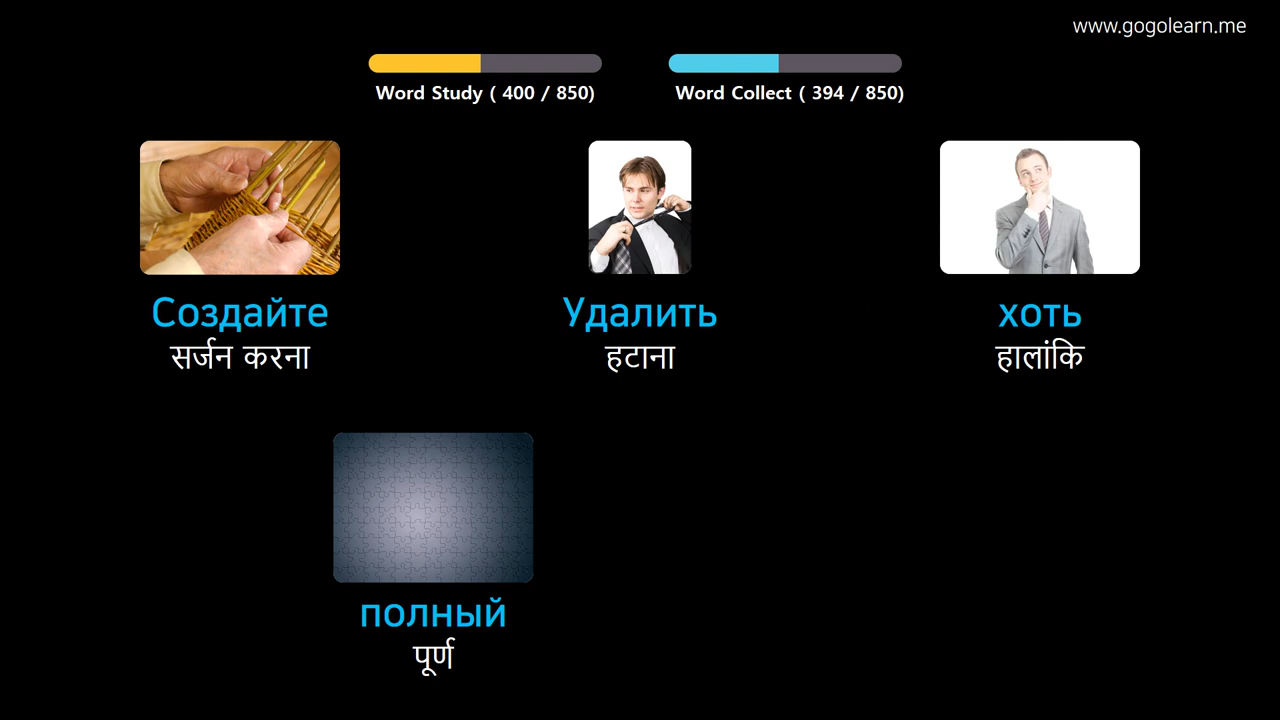 www.gogolearn.me
Word Study ( 400 / 850)
Word Collect ( 394 / 850)
Создайте
सर्जन करना
Удалить
हटाना
хоть
हालांकि
полный
पूर्ण